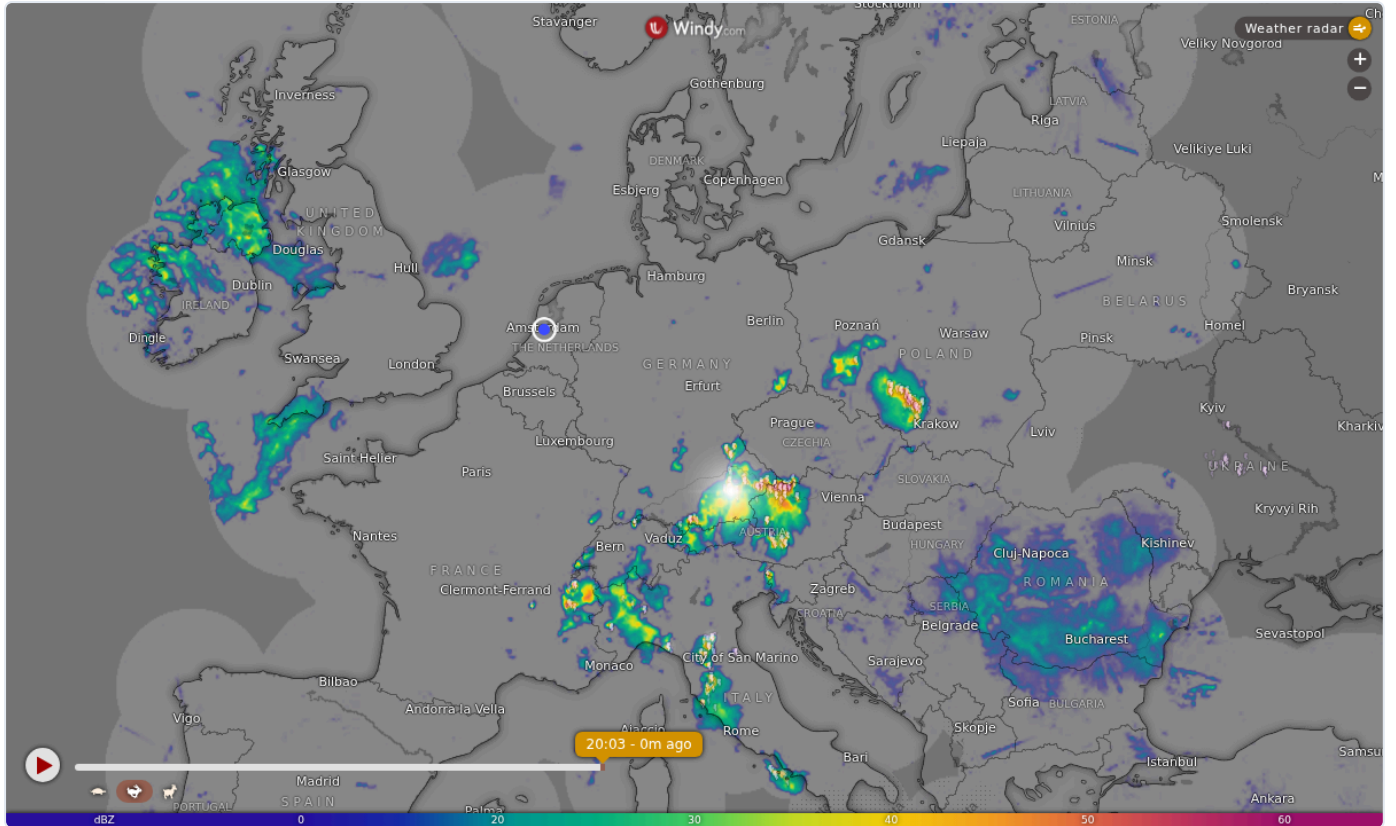 Stavanger
Windy.com
Stockholm
ESTONIA
Weather radar
Veliky Novgorod
+
−
Gothenburg
Inverness
LATVIA
Riga
Liepaja
Velikiye Luki
DENMARK
Glasgow
Esbjerg
Copenhagen
LITHUANIA
UNITED
KINGDOM
Vilnius
Smolensk
Gdansk
Douglas
Minsk
Hull
Hamburg
Dublin
Bryansk
IRELAND
BELARUS
Amsterdam
Berlin
Poznań
Homel
Dingle
Warsaw
Pinsk
THE NETHERLANDS
POLAND
Swansea
London
GERMANY
Erfurt
Brussels
Kyiv
Prague
Krakow
Kharkiv
Lviv
Luxembourg
CZECHIA
Saint Helier
UKRAINE
Paris
SLOVAKIA
Vienna
Kryvyi Rih
Budapest
Nantes
Vaduz
AUSTRIA
Bern
HUNGARY
Kishinev
Cluj-Napoca
FRANCE
ROMANIA
Clermont-Ferrand
Zagreb
SERBIA
CROATIA
Belgrade
Sevastopol
Bucharest
City of San Marino
Sarajevo
Monaco
Bilbao
ITALY
Andorra la Vella
Sofia
BULGARIA
Vigo
Skopje
Ajaccio
Rome
20:03 - 0m ago
Bari
Istanbul
Madrid
Ankara
SPAIN
PORTUGAL
Palma
dBZ 0 20 30 40 50 60